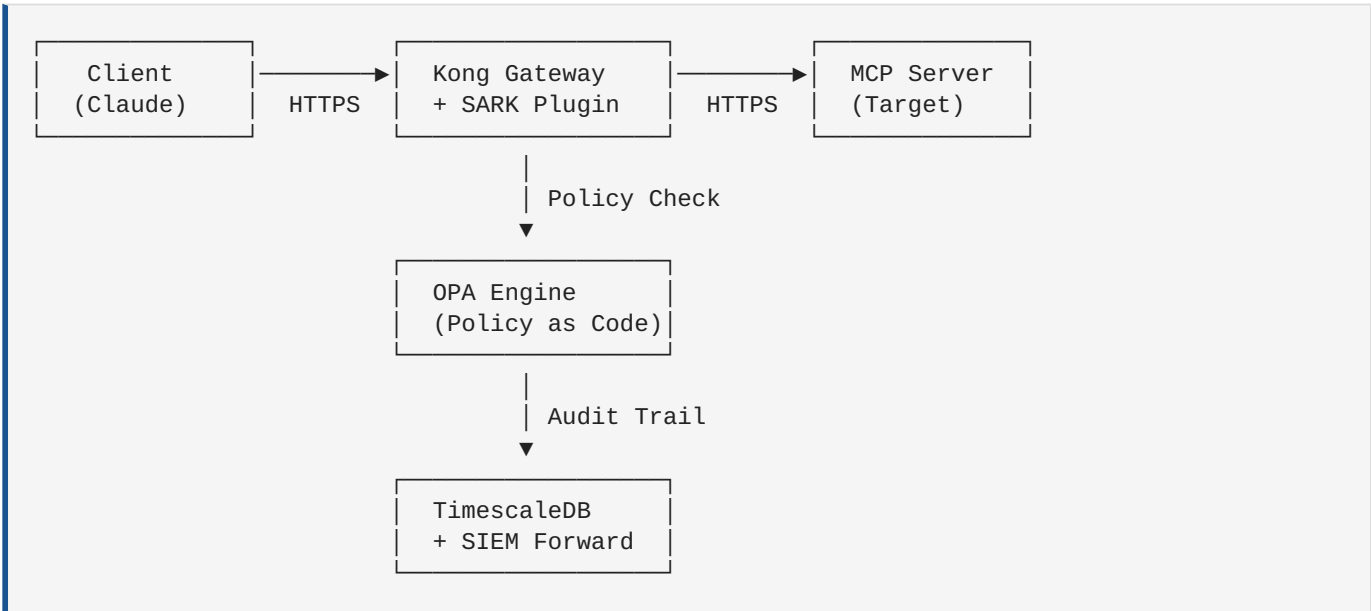 Client Kong Gateway MCP Server
(Claude) HTTPS + SARK Plugin HTTPS (Target)
Policy Check
OPA Engine
(Policy as Code)
Audit Trail
TimescaleDB
+ SIEM Forward